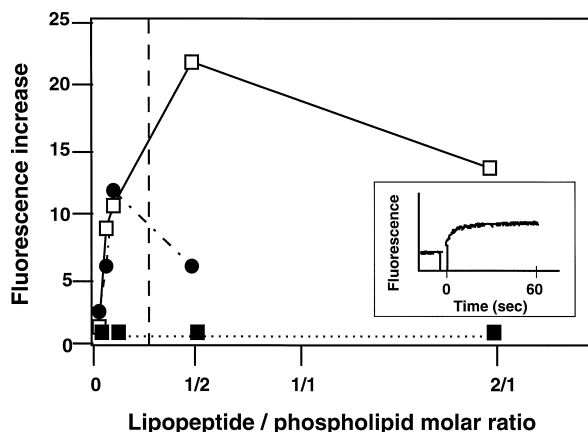 Fluorescence increase
25
20
15
10
5
0
0 1/2 1/1 2/1
Lipopeptide / phospholipid molar ratio
Fluorescence
0 60
Time (sec)